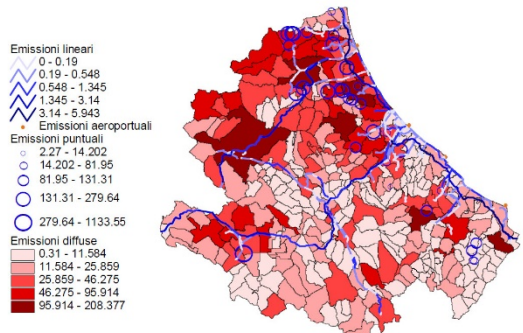 Emissioni lineari
0 - 0.19
0.19 - 0.548
0.548 - 1.345
1.345 - 3.14
3.14 - 5.943
Emissioni aeroportuali
Emissioni puntuali
2.27 - 14.202
14.202 - 81.95
81.95 - 131.31
131.31 - 279.64
279.64 - 1133.55
Emissioni diffuse
0.31 - 11.584
11.584 - 25.859
25.859 - 46.275
46.275 - 95.914
95.914 - 208.377